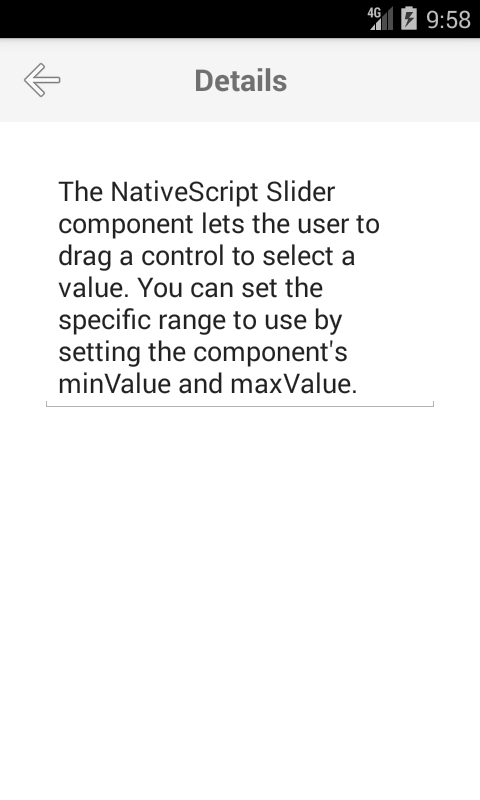 4G 9:58
Details
The NativeScript Slider
component lets the user to
drag a control to select a
value. You can set the
specific range to use by
setting the component's
minValue and maxValue.